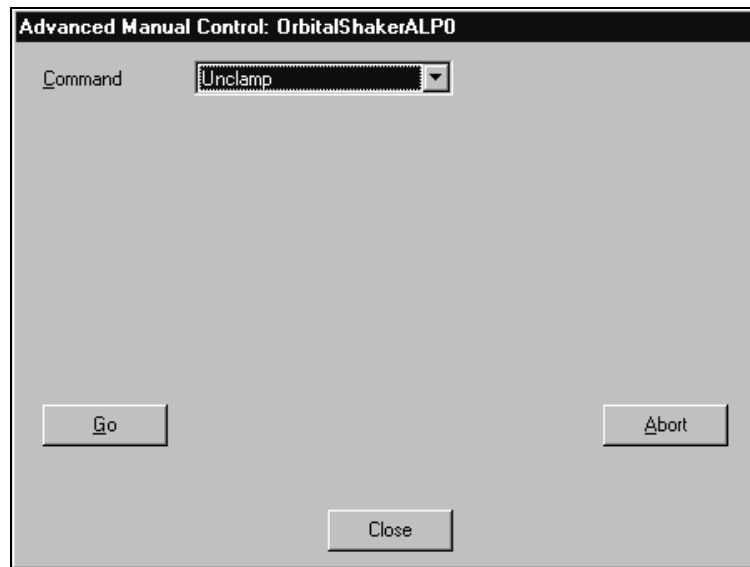 Advanced Manual Control: OrbitalShakerALP0
Command Unclamp
Go Abort
Close